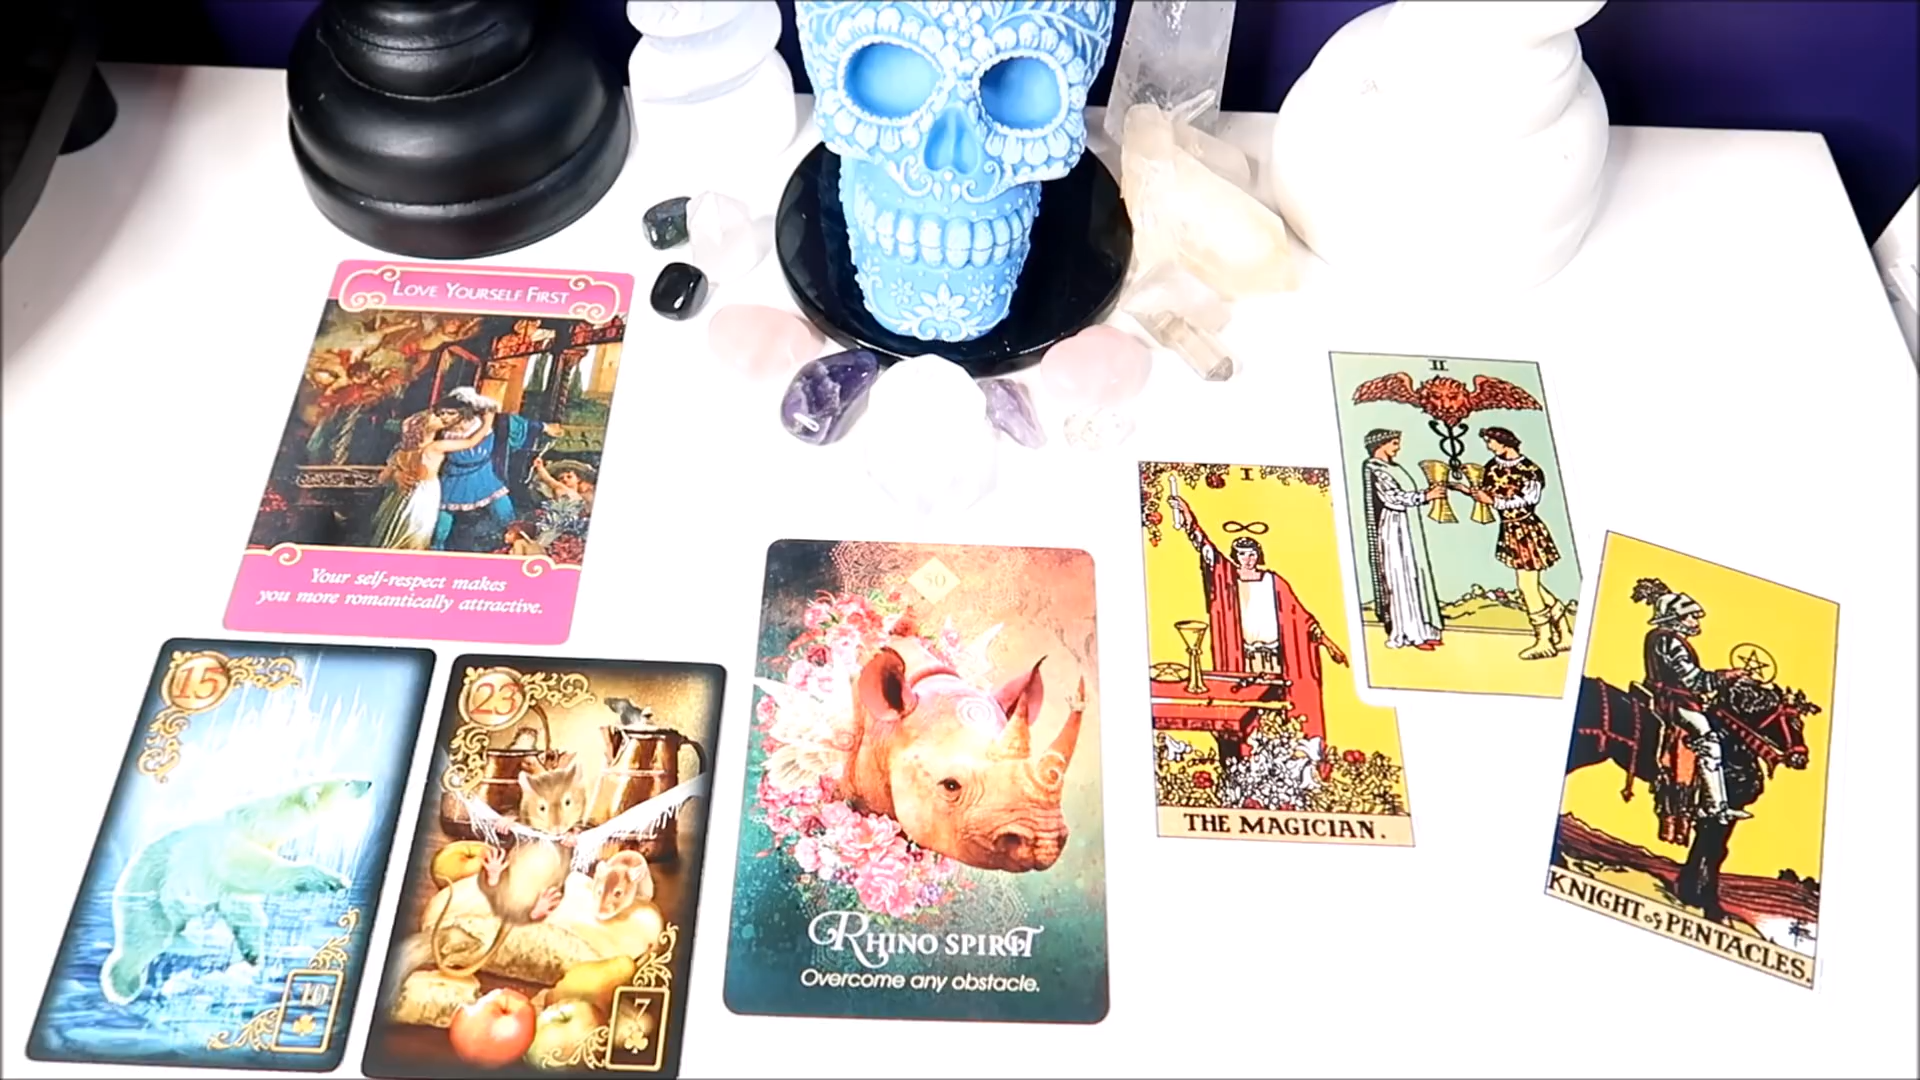 LOVE YOURSELF FIRST
Your self-respect makes
you more romantically attractive.
15
10
23
7
50
RHINO SPIRIT
Overcome any obstacle.
I
THE MAGICIAN.
II
KNIGHT of PENTACLES.